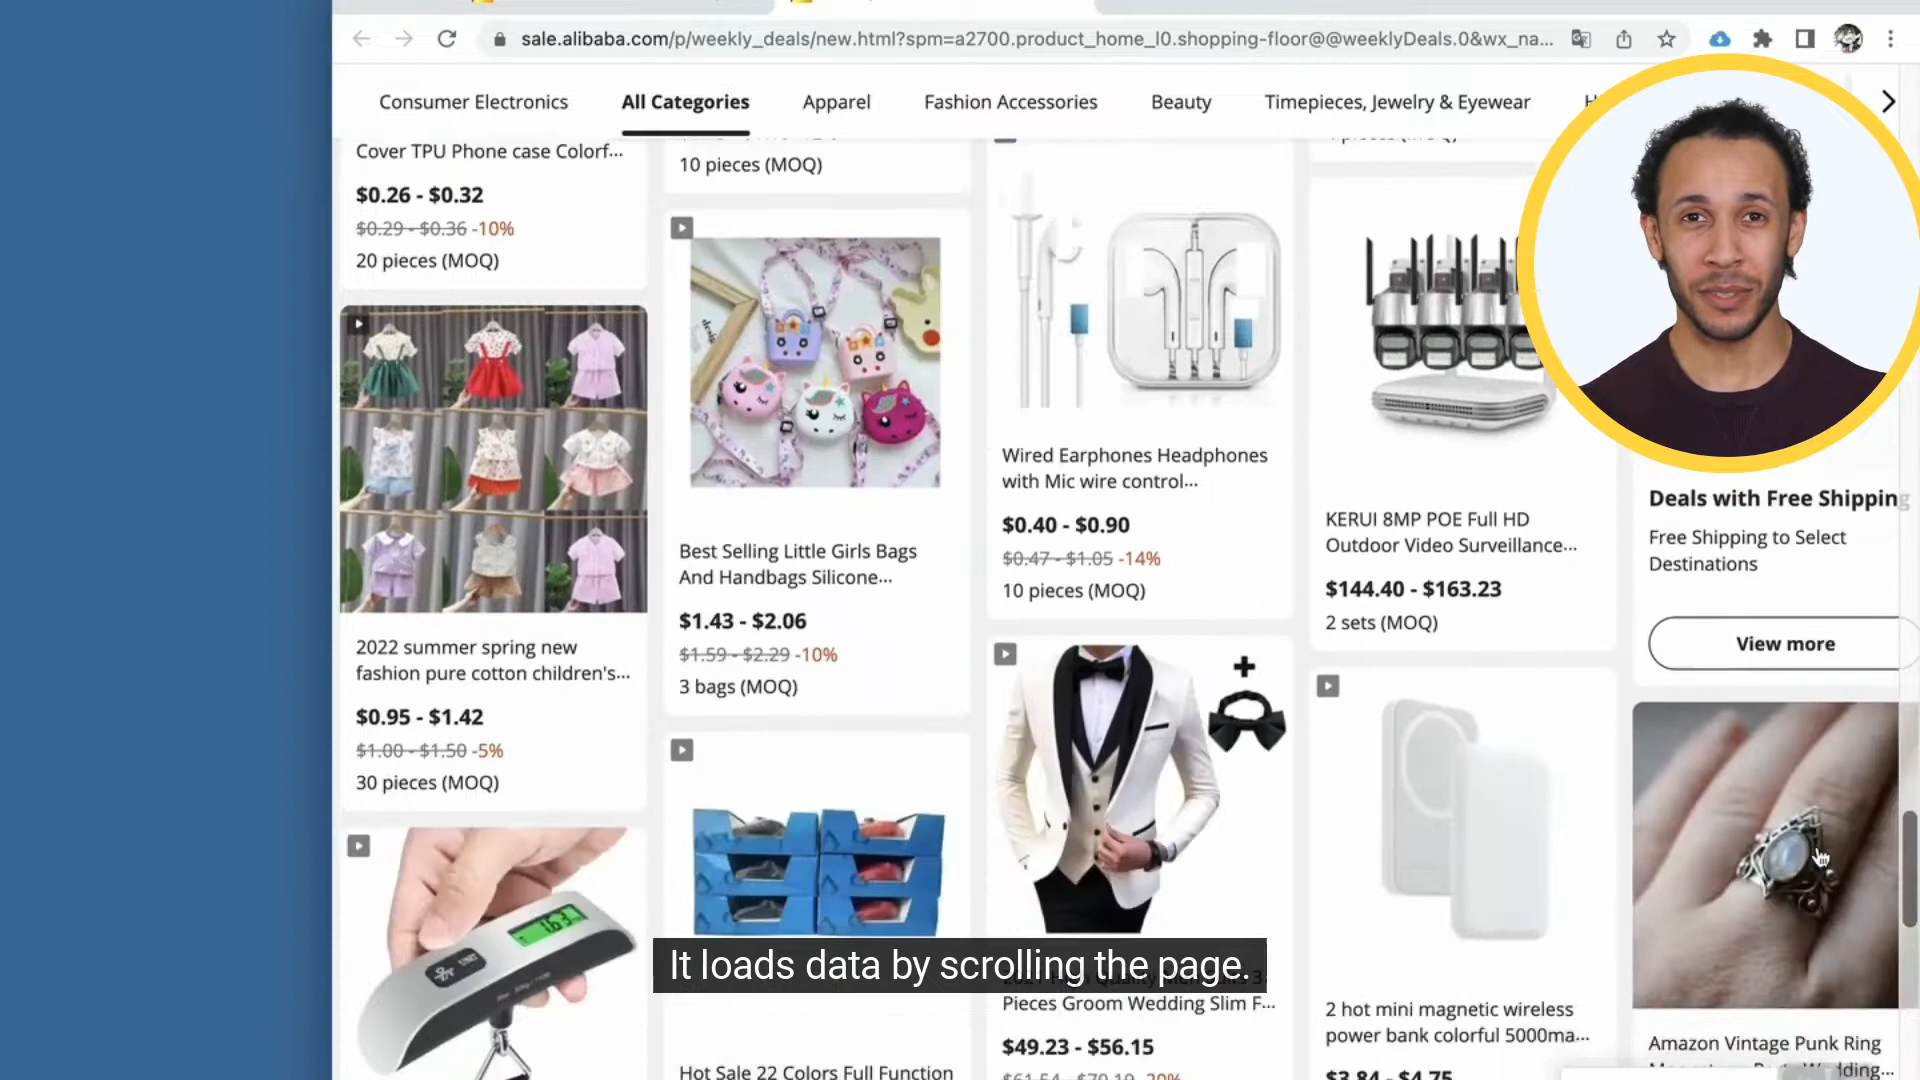 sale.alibaba.com/p/weekly_deals/new.html?spm=a2700.product_home_l0.shopping-floor@@weeklyDeals.0&wx_na...
Consumer Electronics
All Categories
Apparel
Fashion Accessories
Beauty
Timepieces, Jewelry & Eyewear
Cover TPU Phone case Colorf...
$0.26 - $0.32
$0.29 - $0.36 -10%
20 pieces (MOQ)
2022 summer spring new
fashion pure cotton children's...
$0.95 - $1.42
$1.00 - $1.50 -5%
30 pieces (MOQ)
10 pieces (MOQ)
Best Selling Little Girls Bags
And Handbags Silicone...
$1.43 - $2.06
$1.59 - $2.29 -10%
3 bags (MOQ)
Hot Sale 22 Colors Full Function
Wired Earphones Headphones
with Mic wire control...
$0.40 - $0.90
$0.47 - $1.05 -14%
10 pieces (MOQ)
Pieces Groom Wedding Slim F...
$49.23 - $56.15
KERUI 8MP POE Full HD
Outdoor Video Surveillance...
$144.40 - $163.23
2 sets (MOQ)
2 hot mini magnetic wireless
power bank colorful 5000ma...
$3.84 - $4.75
Deals with Free Shipping
Free Shipping to Select
Destinations
View more
Amazon Vintage Punk Ring
It loads data by scrolling the page.